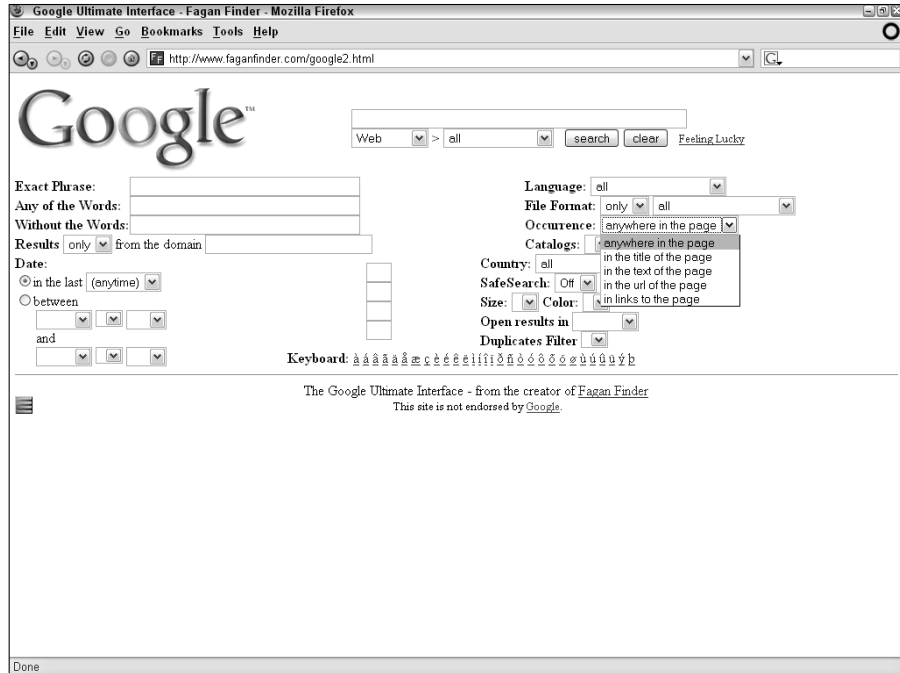 Google Ultimate Interface - Fagan Finder - Mozilla Firefox
File Edit View Go Bookmarks Tools Help
FF http://www.faganfinder.com/google2.html G
Google™
Web > all search clear Feeling Lucky
Exact Phrase: Language: all
Any of the Words: File Format: only all
Without the Words: Occurrence: anywhere in the page
Results only from the domain Catalogs:
anywhere in the page
in the title of the page
in the text of the page
in the url of the page
in links to the page
Date: Country: all
in the last (anytime) SafeSearch: Off
between Size: Color:
Open results in
and
Duplicates Filter
Keyboard: à á â ã ä å æ ç è é ê ë ì í î ï ð ñ ò ó ô õ ö ø ù ú û ü ý þ
The Google Ultimate Interface - from the creator of Fagan Finder
This site is not endorsed by Google.
Done